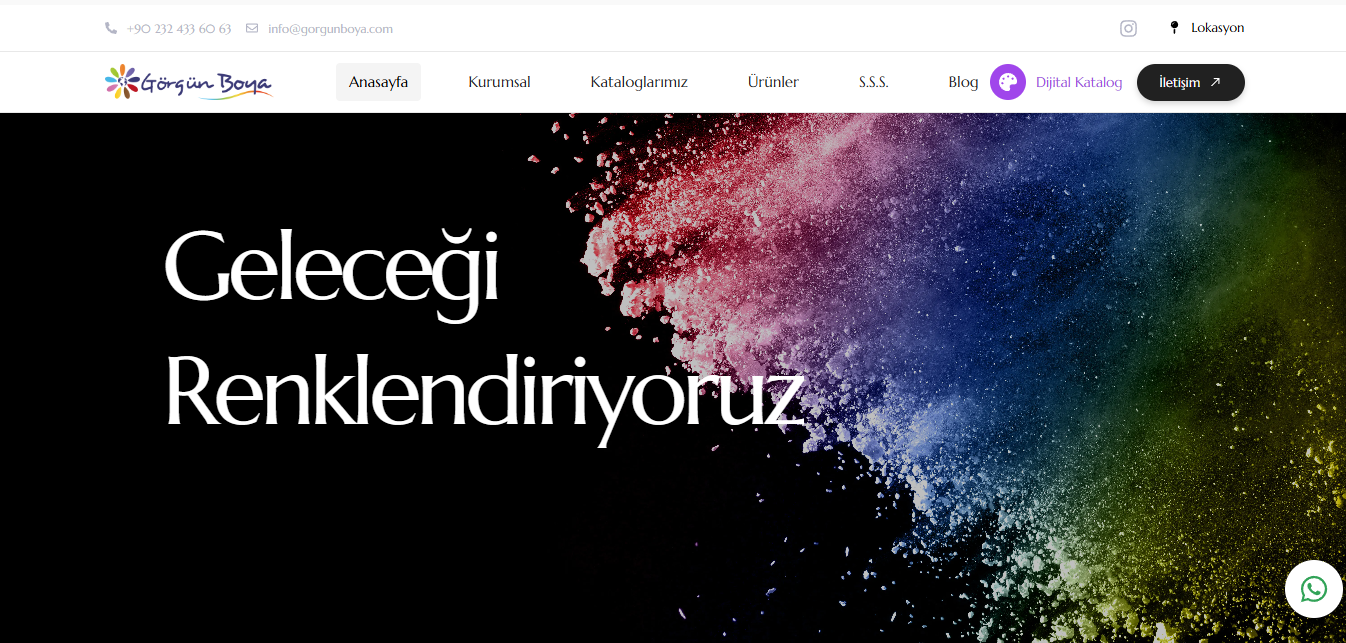 +90 232 433 60 63 info@gorgunboya.com Lokasyon
Görgün Boya Anasayfa Kurumsal Kataloglarımız Ürünler S.S.S. Blog Dijital Katalog İletişim
Geleceği
Renklendiriyoruz